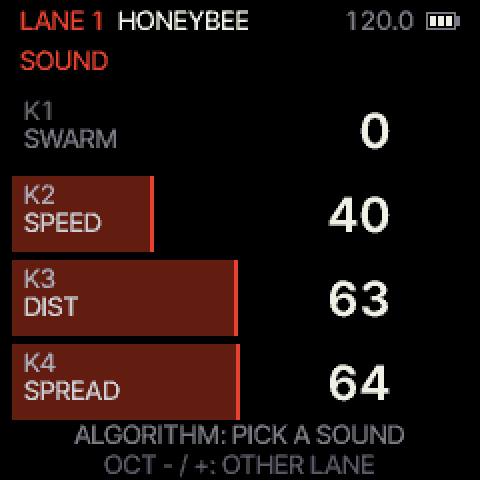 LANE 1 HONEYBEE 120.0
SOUND
K1
SWARM 0
K2
SPEED 40
K3
DIST 63
K4
SPREAD 64
ALGORITHM: PICK A SOUND
OCT - / +: OTHER LANE